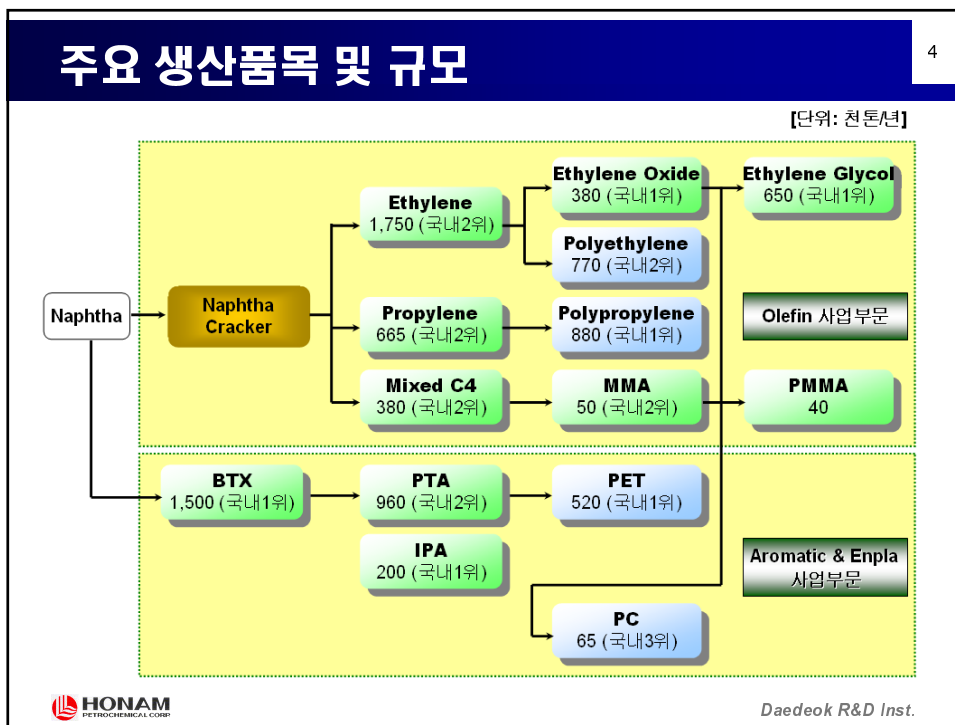 주요 생산품목 및 규모
4
[단위: 천톤/년]
Ethylene Oxide
380 (국내1위)
Ethylene Glycol
650 (국내1위)
Ethylene
1,750 (국내2위)
Polyethylene
770 (국내2위)
Naphtha
Naphtha
Cracker
Propylene
665 (국내2위)
Polypropylene
880 (국내1위)
Olefin 사업부문
Mixed C4
380 (국내2위)
MMA
50 (국내2위)
PMMA
40
BTX
1,500 (국내1위)
PTA
960 (국내2위)
PET
520 (국내1위)
IPA
200 (국내1위)
Aromatic & Enpla
사업부문
PC
65 (국내3위)
HONAM
PETROCHEMICAL CORP.
Daedeok R&D Inst.